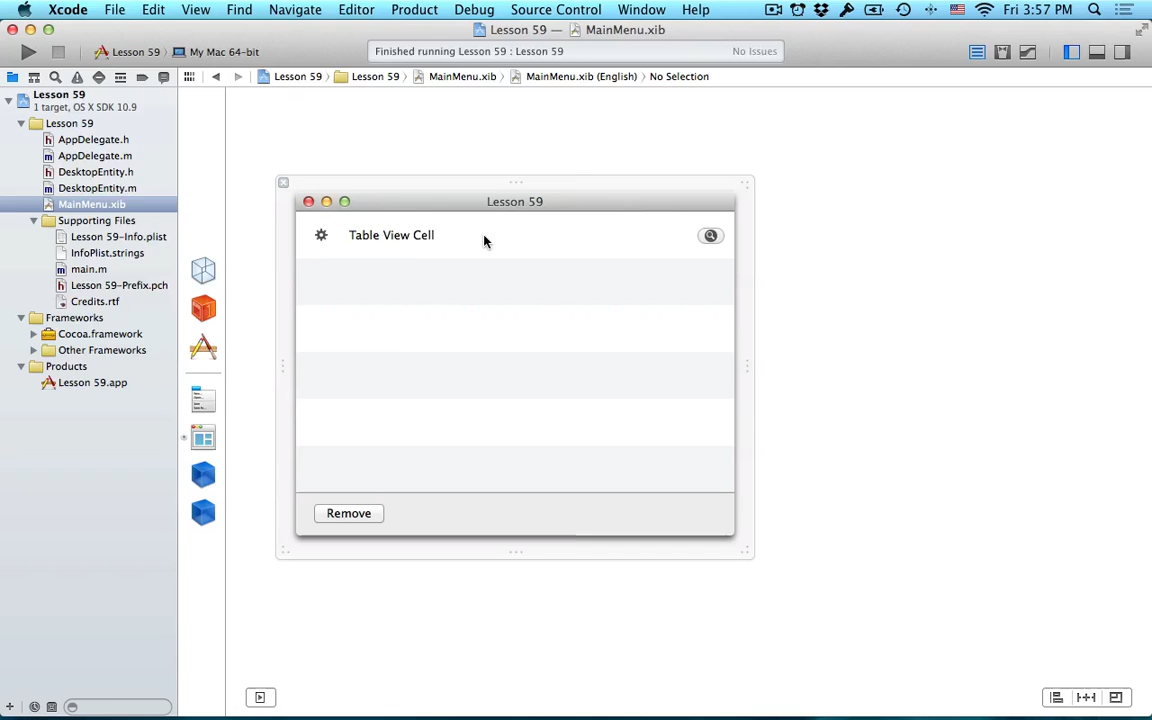 Xcode File Edit View Find Navigate Editor Product Debug Source Control Window Help Fri 3:57 PM
Lesson 59 — MainMenu.xib
Lesson 59 My Mac 64-bit Finished running Lesson 59 : Lesson 59 No Issues
Lesson 59 Lesson 59 MainMenu.xib MainMenu.xib (English) No Selection
Lesson 59
1 target, OS X SDK 10.9
Lesson 59
AppDelegate.h
AppDelegate.m
DesktopEntity.h
DesktopEntity.m
MainMenu.xib
Supporting Files
Lesson 59-Info.plist
InfoPlist.strings
main.m
Lesson 59-Prefix.pch
Credits.rtf
Frameworks
Cocoa.framework
Other Frameworks
Products
Lesson 59.app
Lesson 59
Table View Cell
Remove